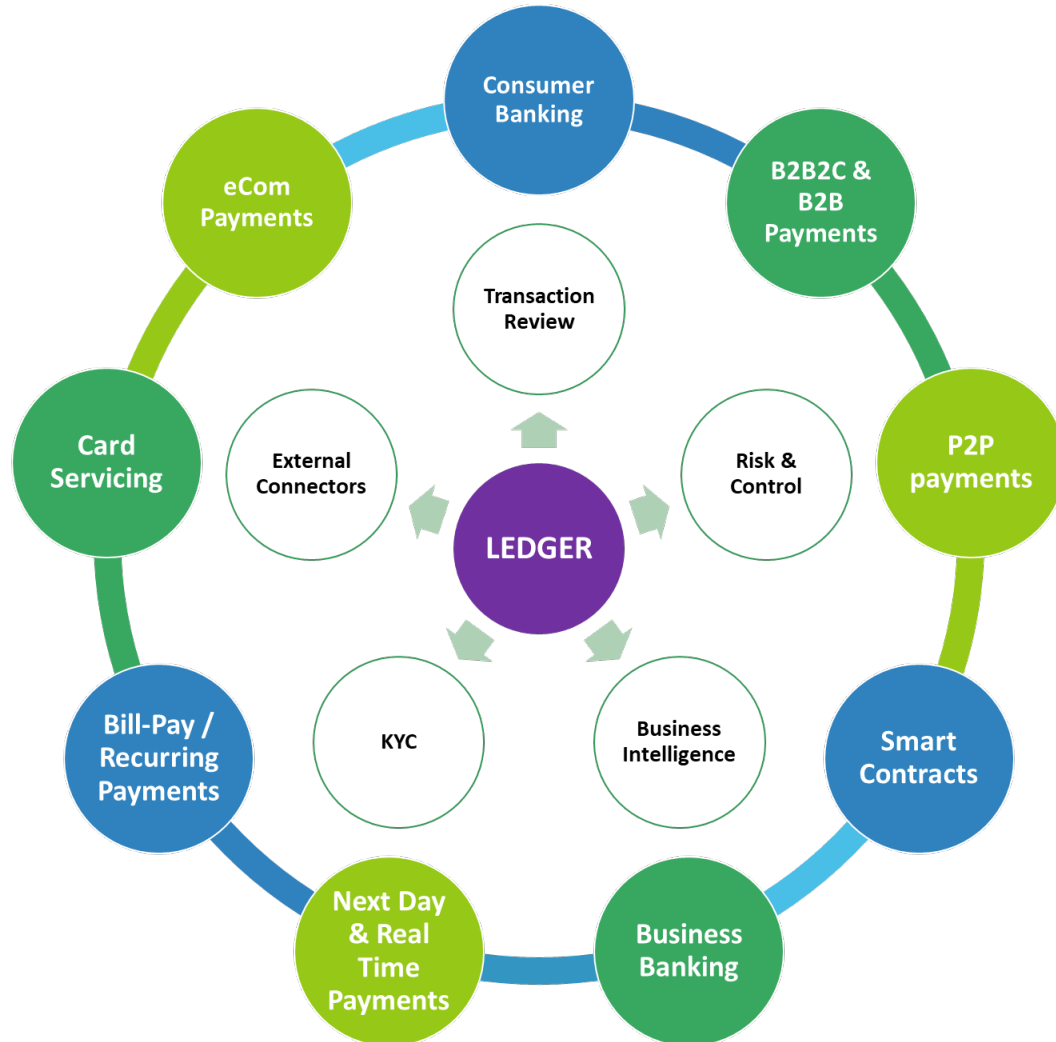 Consumer
Banking
B2B2C &
B2B
Payments
P2P
payments
Smart
Contracts
Business
Banking
Next Day
& Real
Time
Payments
Bill-Pay /
Recurring
Payments
Card
Servicing
eCom
Payments
Transaction
Review
Risk &
Control
Business
Intelligence
KYC
External
Connectors
LEDGER